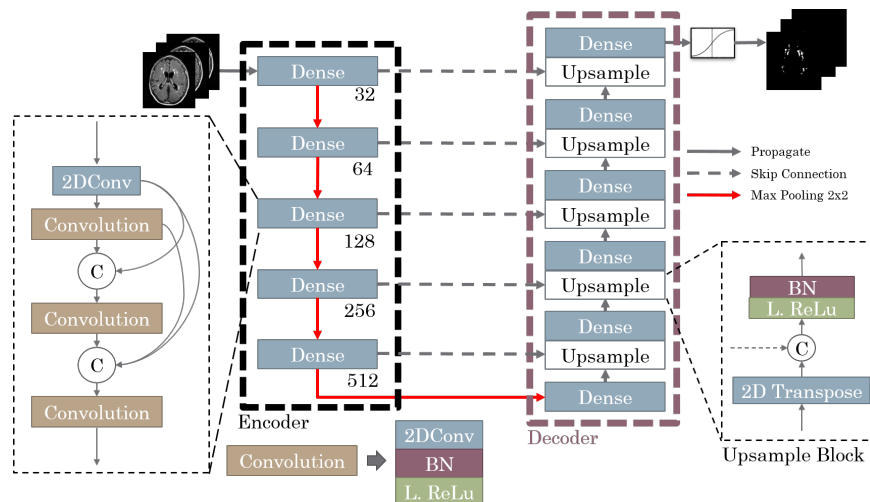 Dense
32
Dense
64
Dense
128
Dense
256
Dense
512
Encoder
2DConv
Convolution
C
Convolution
C
Convolution
Convolution
2DConv
BN
L. ReLu
Dense
Upsample
Dense
Upsample
Dense
Upsample
Dense
Upsample
Dense
Upsample
Dense
Decoder
Propagate
Skip Connection
Max Pooling 2x2
BN
L. ReLu
C
2D Transpose
Upsample Block